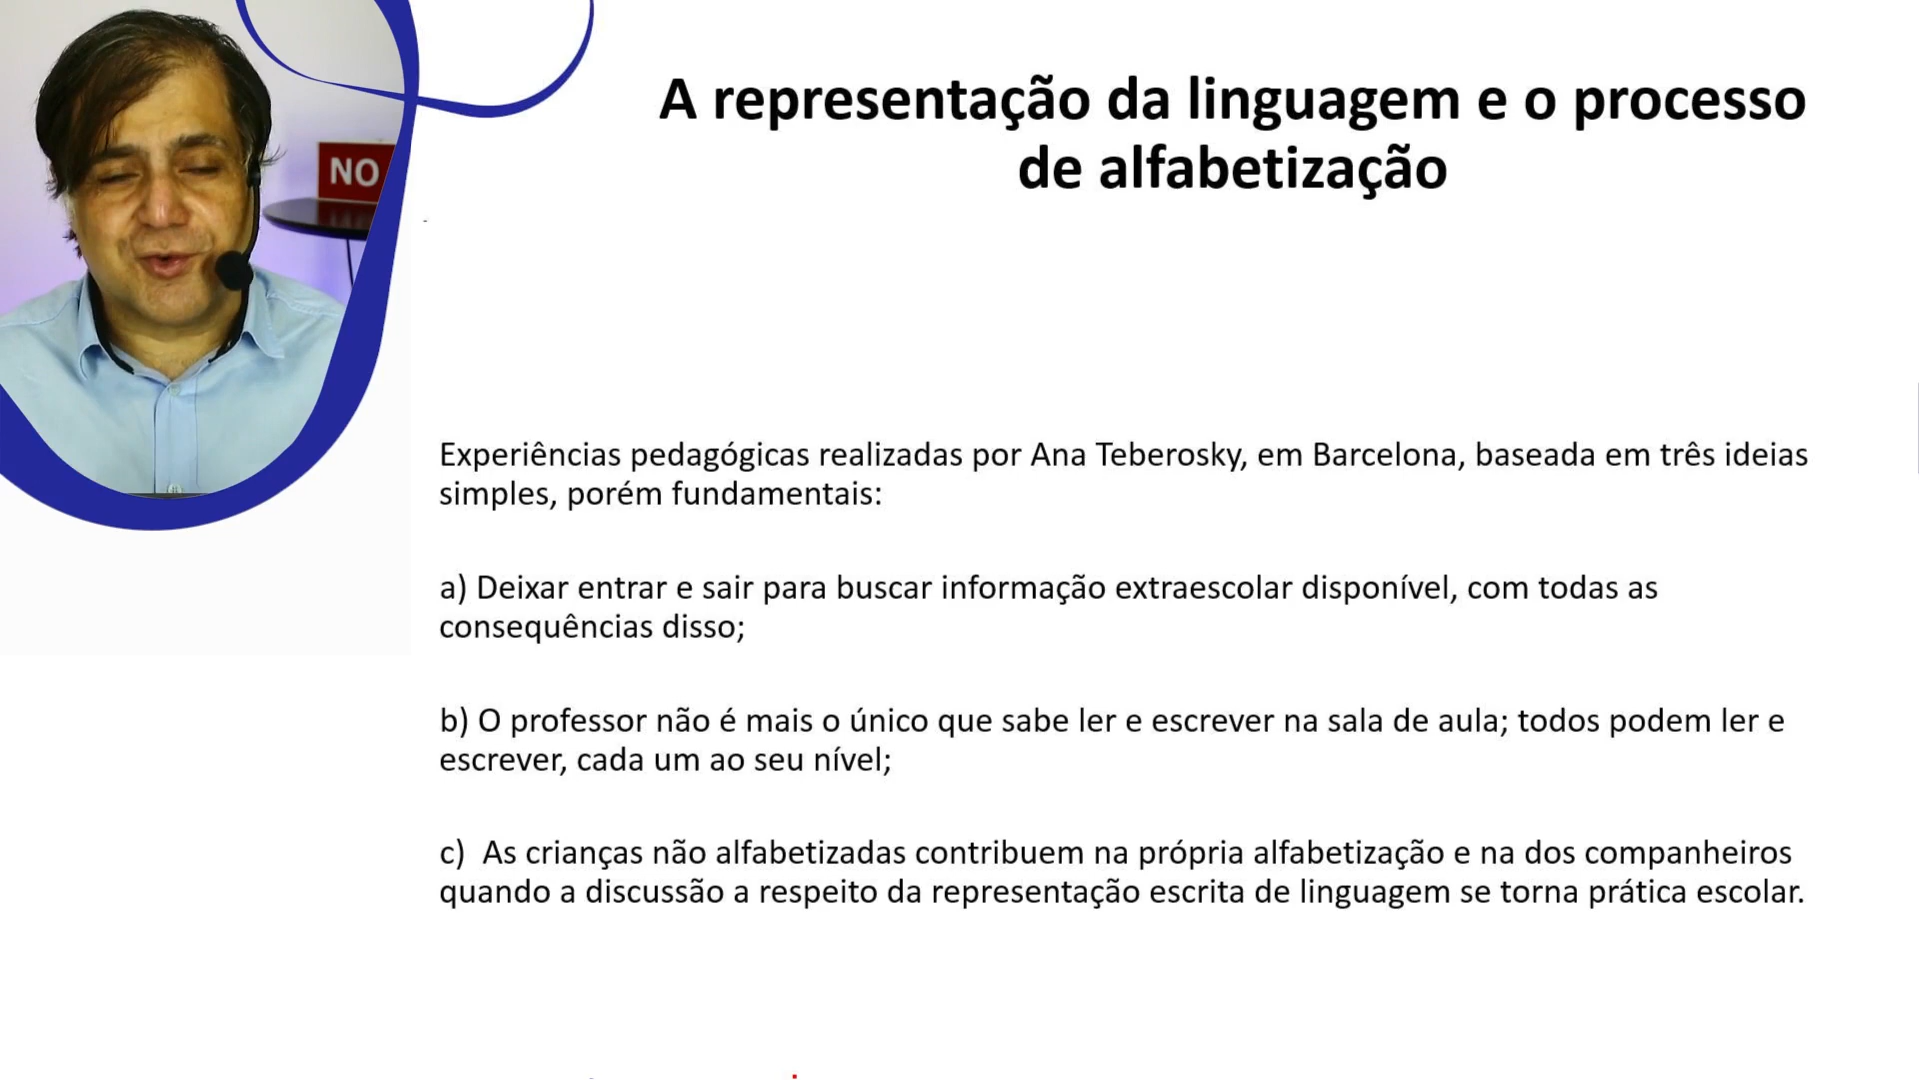 NO
A representação da linguagem e o processo
de alfabetização
Experiências pedagógicas realizadas por Ana Teberosky, em Barcelona, baseada em três ideias
simples, porém fundamentais:
a) Deixar entrar e sair para buscar informação extraescolar disponível, com todas as
consequências disso;
b) O professor não é mais o único que sabe ler e escrever na sala de aula; todos podem ler e
escrever, cada um ao seu nível;
c) As crianças não alfabetizadas contribuem na própria alfabetização e na dos companheiros
quando a discussão a respeito da representação escrita de linguagem se torna prática escolar.